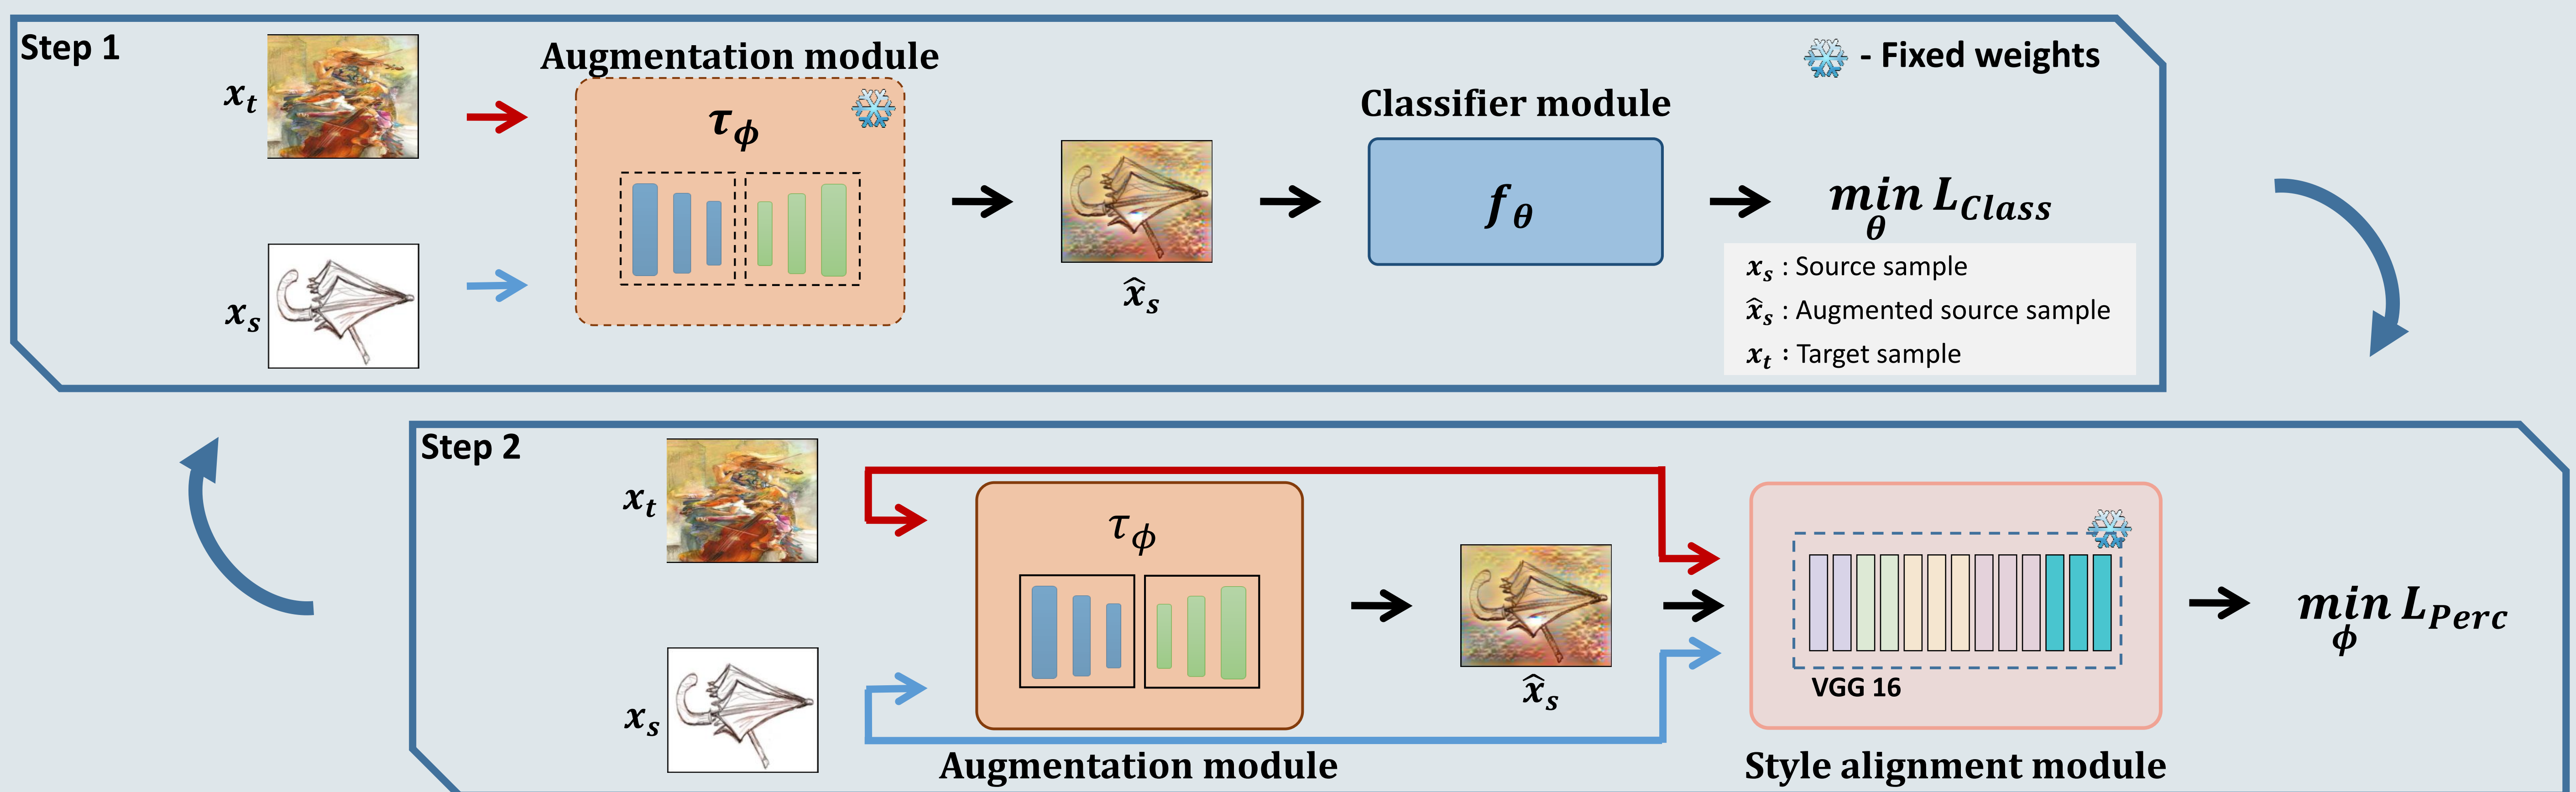 Step 1
Augmentation module
- Fixed weights
x_t
τ_ϕ
Classifier module
f_θ
min L_Class
θ
x_s : Source sample
x̂_s : Augmented source sample
x_t : Target sample
x̂_s
x_s
Step 2
x_t
τ_ϕ
min L_Perc
ϕ
VGG 16
x̂_s
x_s
Augmentation module
Style alignment module